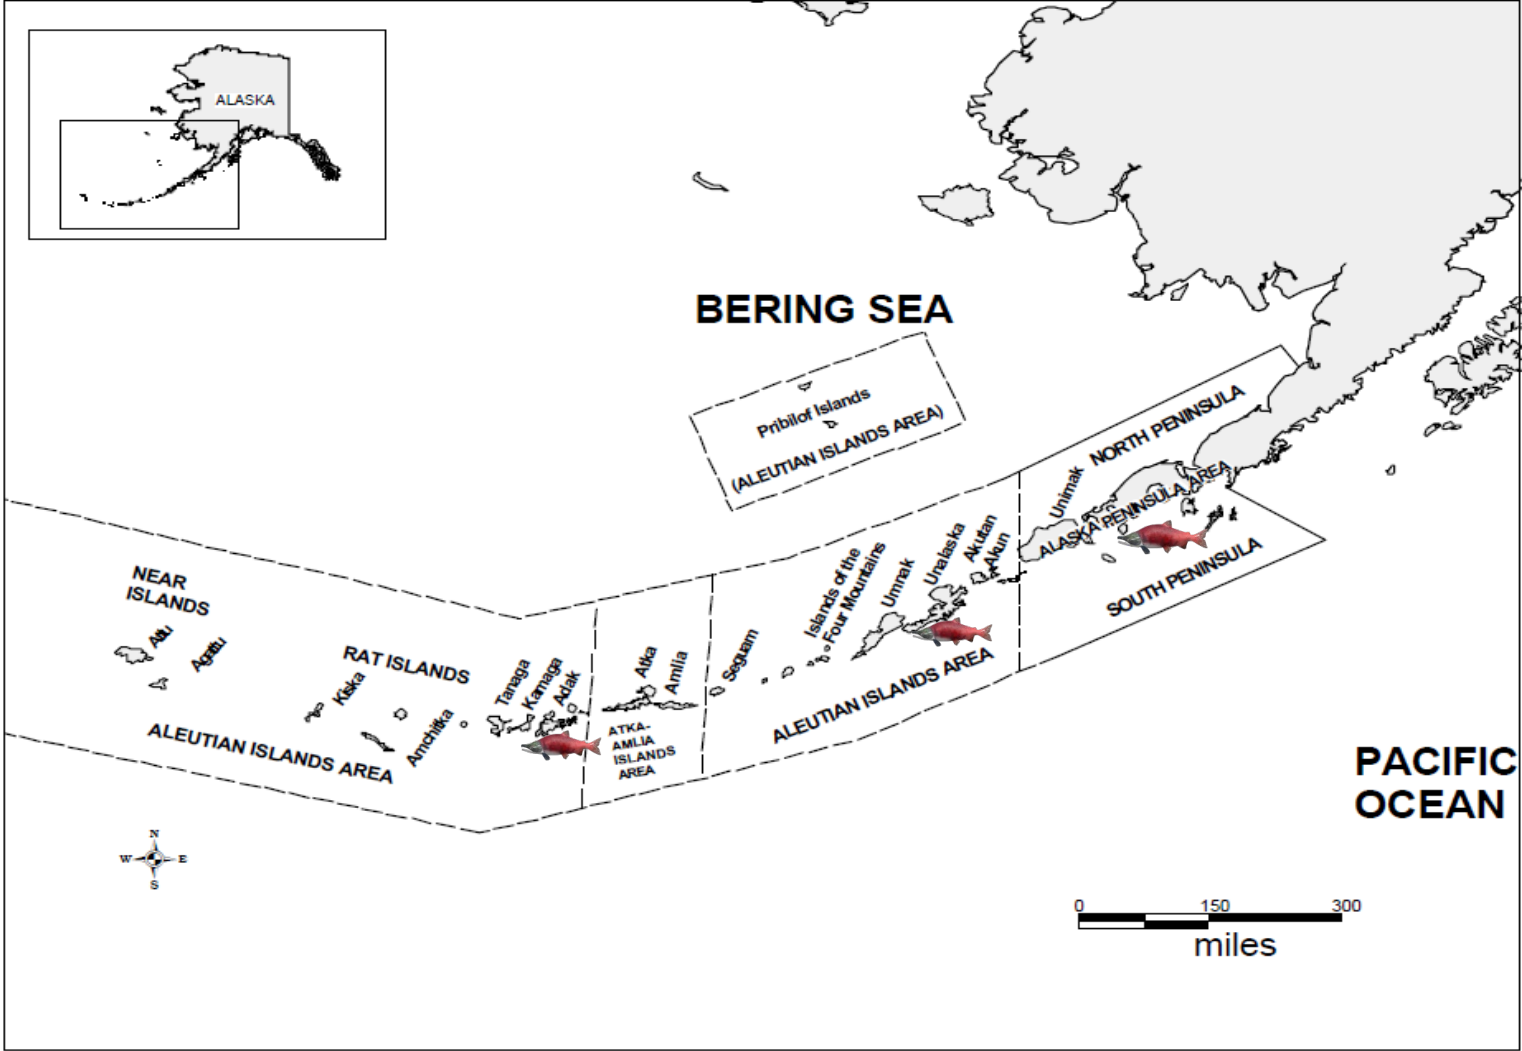 ALASKA
BERING SEA
Pribilof Islands
(ALEUTIAN ISLANDS AREA)
NORTH PENINSULA
Unimak
ALASKA PENINSULA AREA
SOUTH PENINSULA
Akutan
Akun
Unalaska
Umnak
Islands of the
Four Mountains
ALEUTIAN ISLANDS AREA
Seguam
Atka
Amlia
ATKA-
AMLIA
ISLANDS
AREA
NEAR
ISLANDS
Attu
Agattu
RAT ISLANDS
Kiska
Amchitka
Tanaga
Kamaga
Adak
ALEUTIAN ISLANDS AREA
PACIFIC
OCEAN
N
W E
S
0 150 300
miles